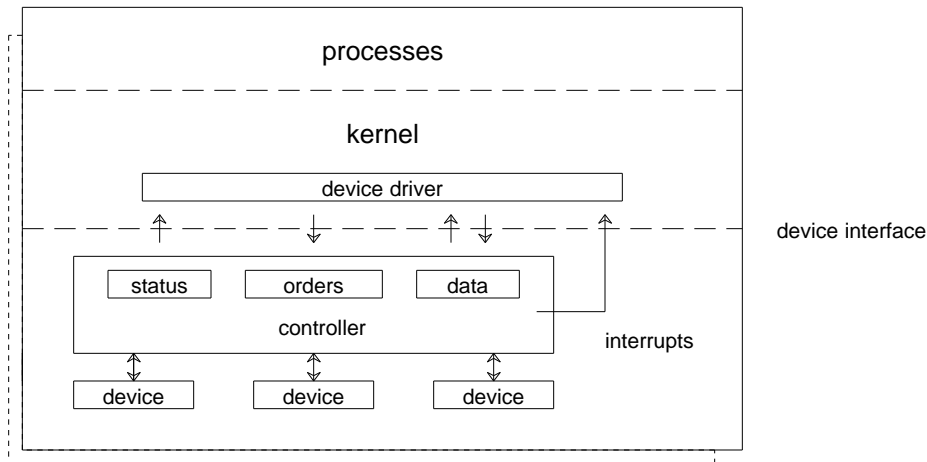 processes
kernel
device driver
device interface
status
orders
data
controller
interrupts
device
device
device